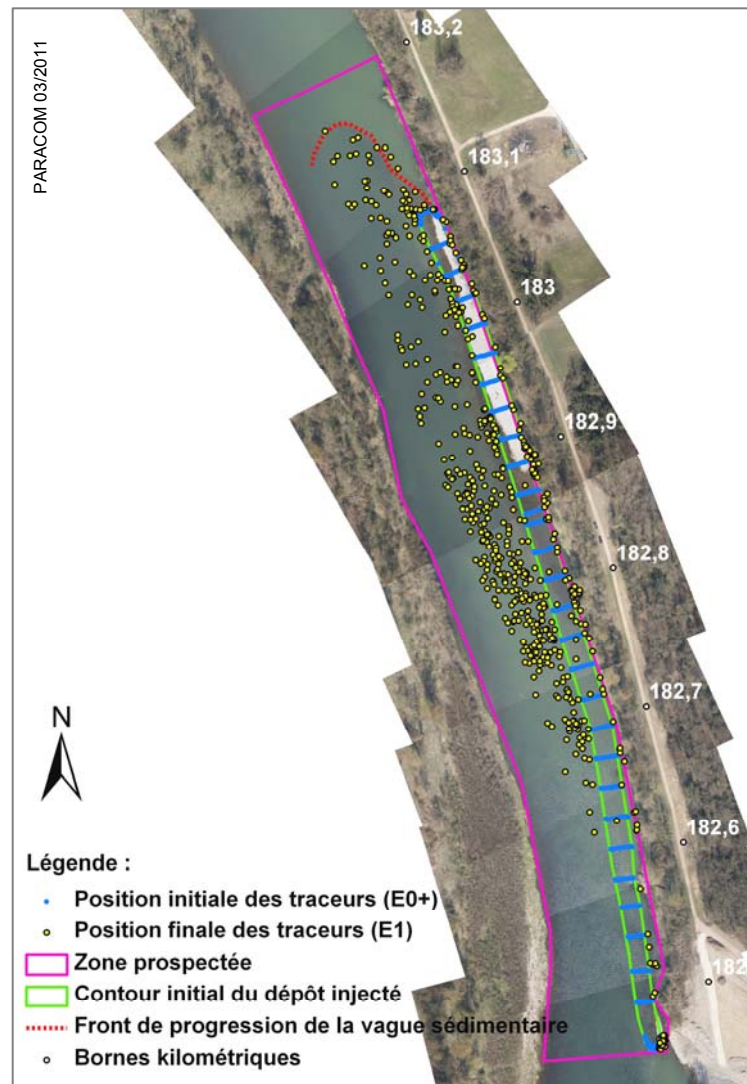 PARACOM 03/2011
183,2
183,1
183
182,9
182,8
182,7
182,6
182
N
Légende :
Position initiale des traceurs (E0+)
Position finale des traceurs (E1)
Zone prospectée
Contour initial du dépôt injecté
Front de progression de la vague sédimentaire
Bornes kilométriques